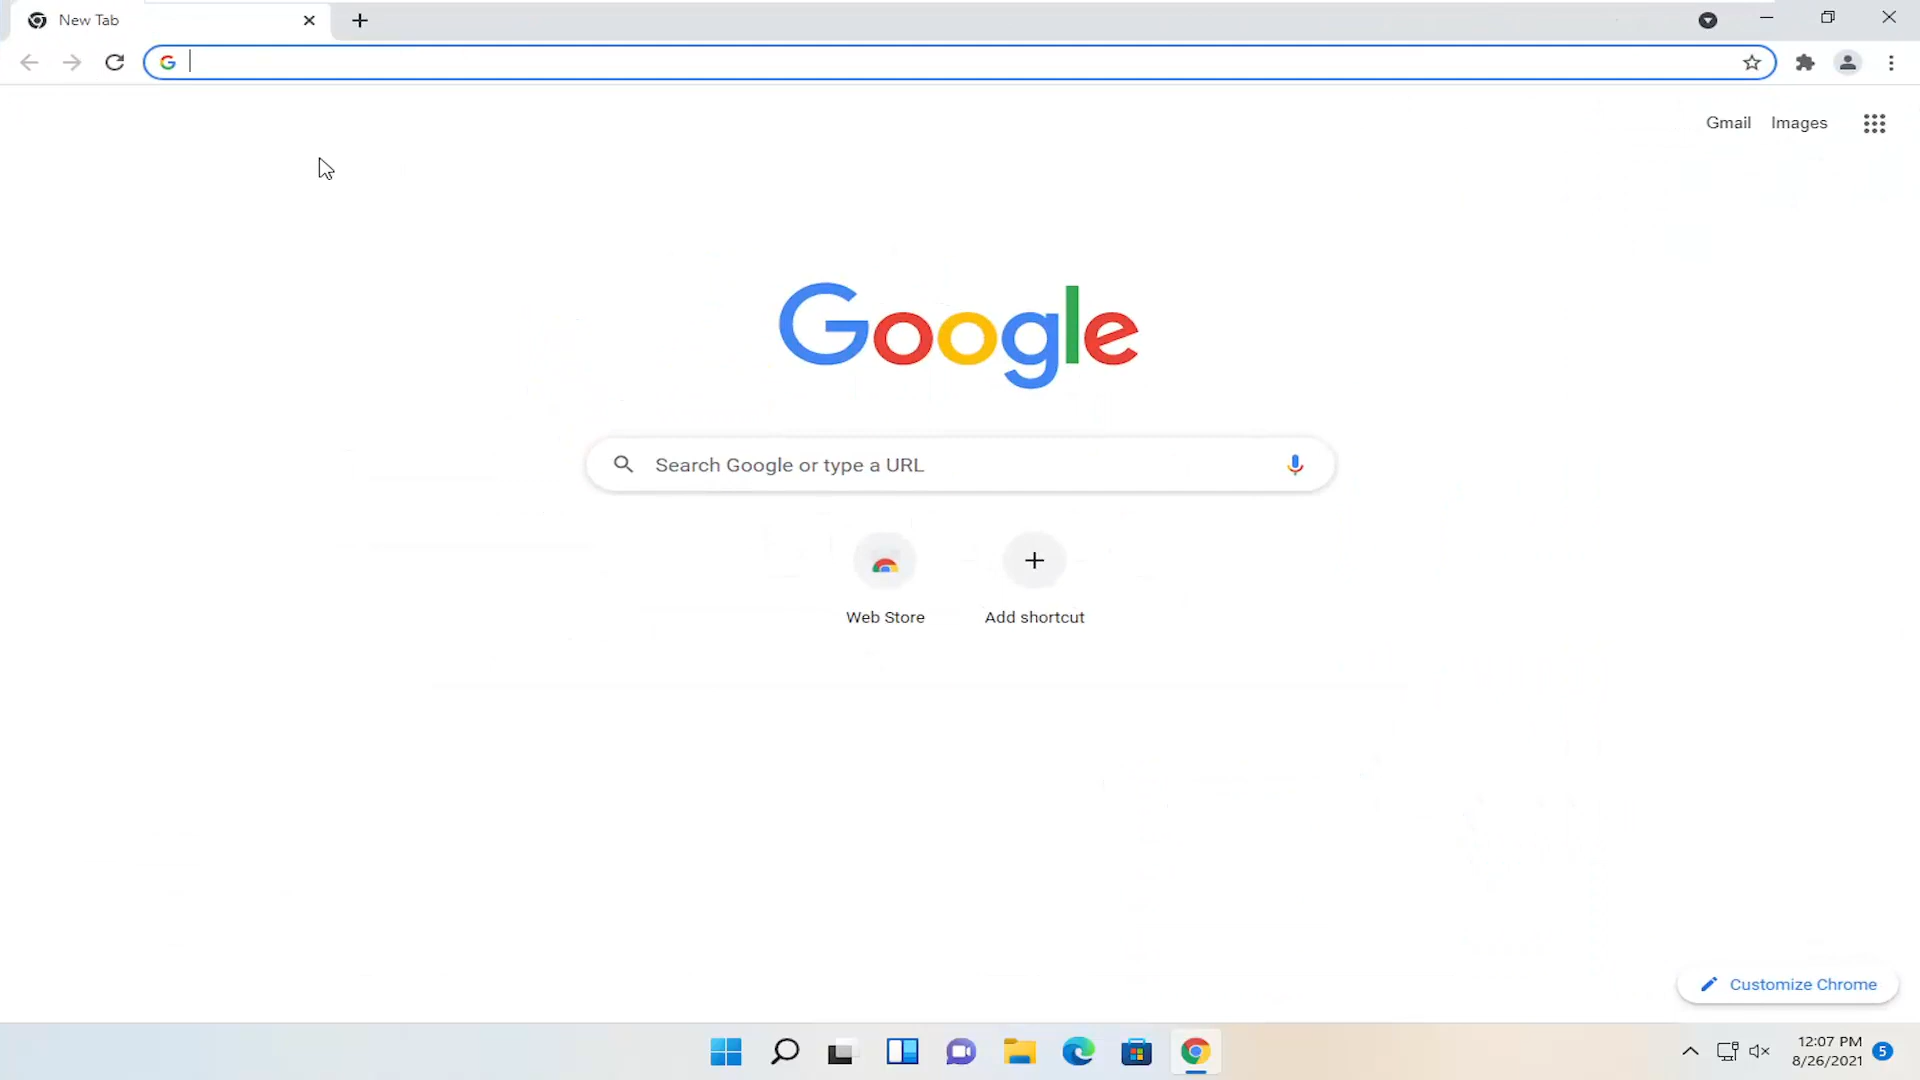 New Tab
Gmail Images
Google
Search Google or type a URL
Web Store Add shortcut
Customize Chrome
12:07 PM
8/26/2021 5